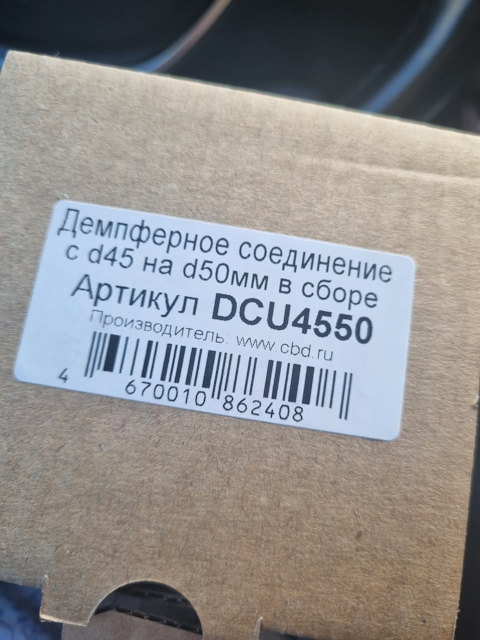 Демпферное соединение
с d45 на d50мм в сборе
Артикул DCU4550
Производитель: www.cbd.ru
4 670010 862408